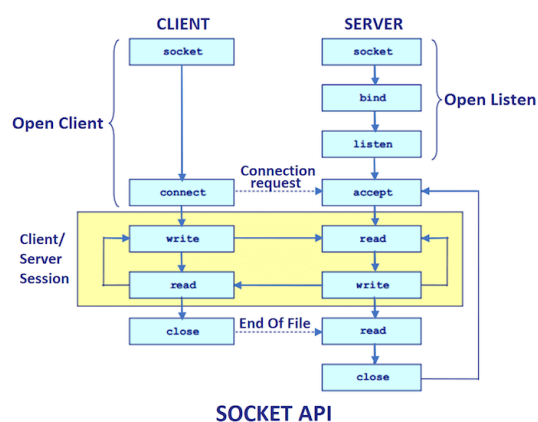 CLIENT
SERVER
socket
socket
bind
Open Client
Open Listen
listen
Connection
request
connect
accept
Client/
Server
Session
write
read
read
write
close
End Of File
read
close
SOCKET API